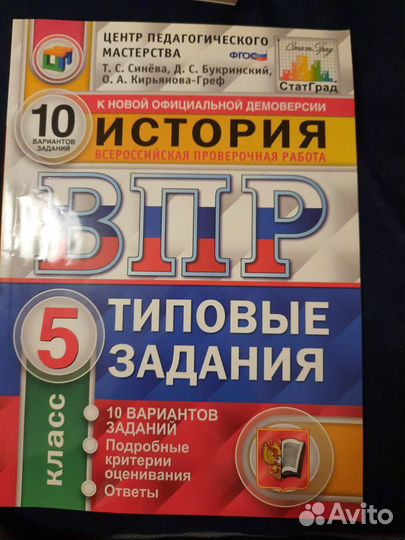 ЦЕНТР ПЕДАГОГИЧЕСКОГО
МАСТЕРСТВА
ФГОС
Т. С. Синёва, Д. С. Букринский,
О. А. Кирьянова-Греф
СтатГрад
К НОВОЙ ОФИЦИАЛЬНОЙ ДЕМОВЕРСИИ
10
ВАРИАНТОВ
ЗАДАНИЙ
ИСТОРИЯ
ВСЕРОССИЙСКАЯ ПРОВЕРОЧНАЯ РАБОТА
ВПР
5
КЛАСС
ТИПОВЫЕ
ЗАДАНИЯ
10 ВАРИАНТОВ
ЗАДАНИЙ
Подробные
критерии
оценивания
Ответы
Avito